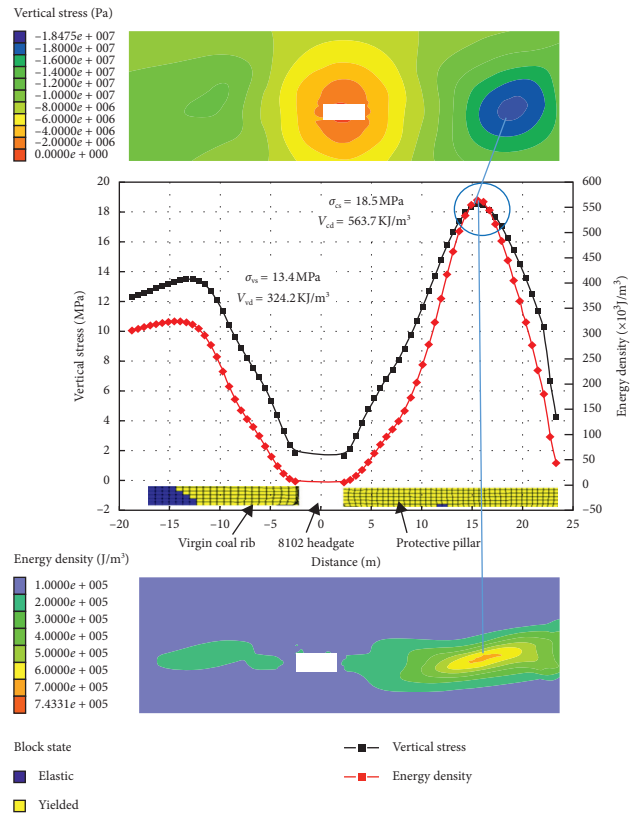 Vertical stress (Pa)
-1.8475e + 007
-1.8000e + 007
-1.6000e + 007
-1.4000e + 007
-1.2000e + 007
-1.0000e + 007
-8.0000e + 006
-6.0000e + 006
-4.0000e + 006
-2.0000e + 006
0.0000e + 000
20
18
16
14
12
10
8
6
4
2
0
−2
Vertical stress (MPa)
σcs = 18.5 MPa
Vcd = 563.7 KJ/m³
σvs = 13.4 MPa
Vvd = 324.2 KJ/m³
600
550
500
450
400
350
300
250
200
150
100
50
0
−50
Energy density (×10³J/m³)
−20 −15 −10 −5 0 5 10 15 20 25
Virgin coal rib 8102 headgate Protective pillar
Distance (m)
Energy density (J/m³)
1.0000e + 005
2.0000e + 005
3.0000e + 005
4.0000e + 005
5.0000e + 005
6.0000e + 005
7.0000e + 005
7.4331e + 005
Block state
Elastic
Yielded
Vertical stress
Energy density